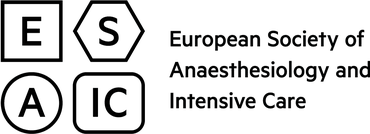 E S
A IC
European Society of
Anaesthesiology and
Intensive Care